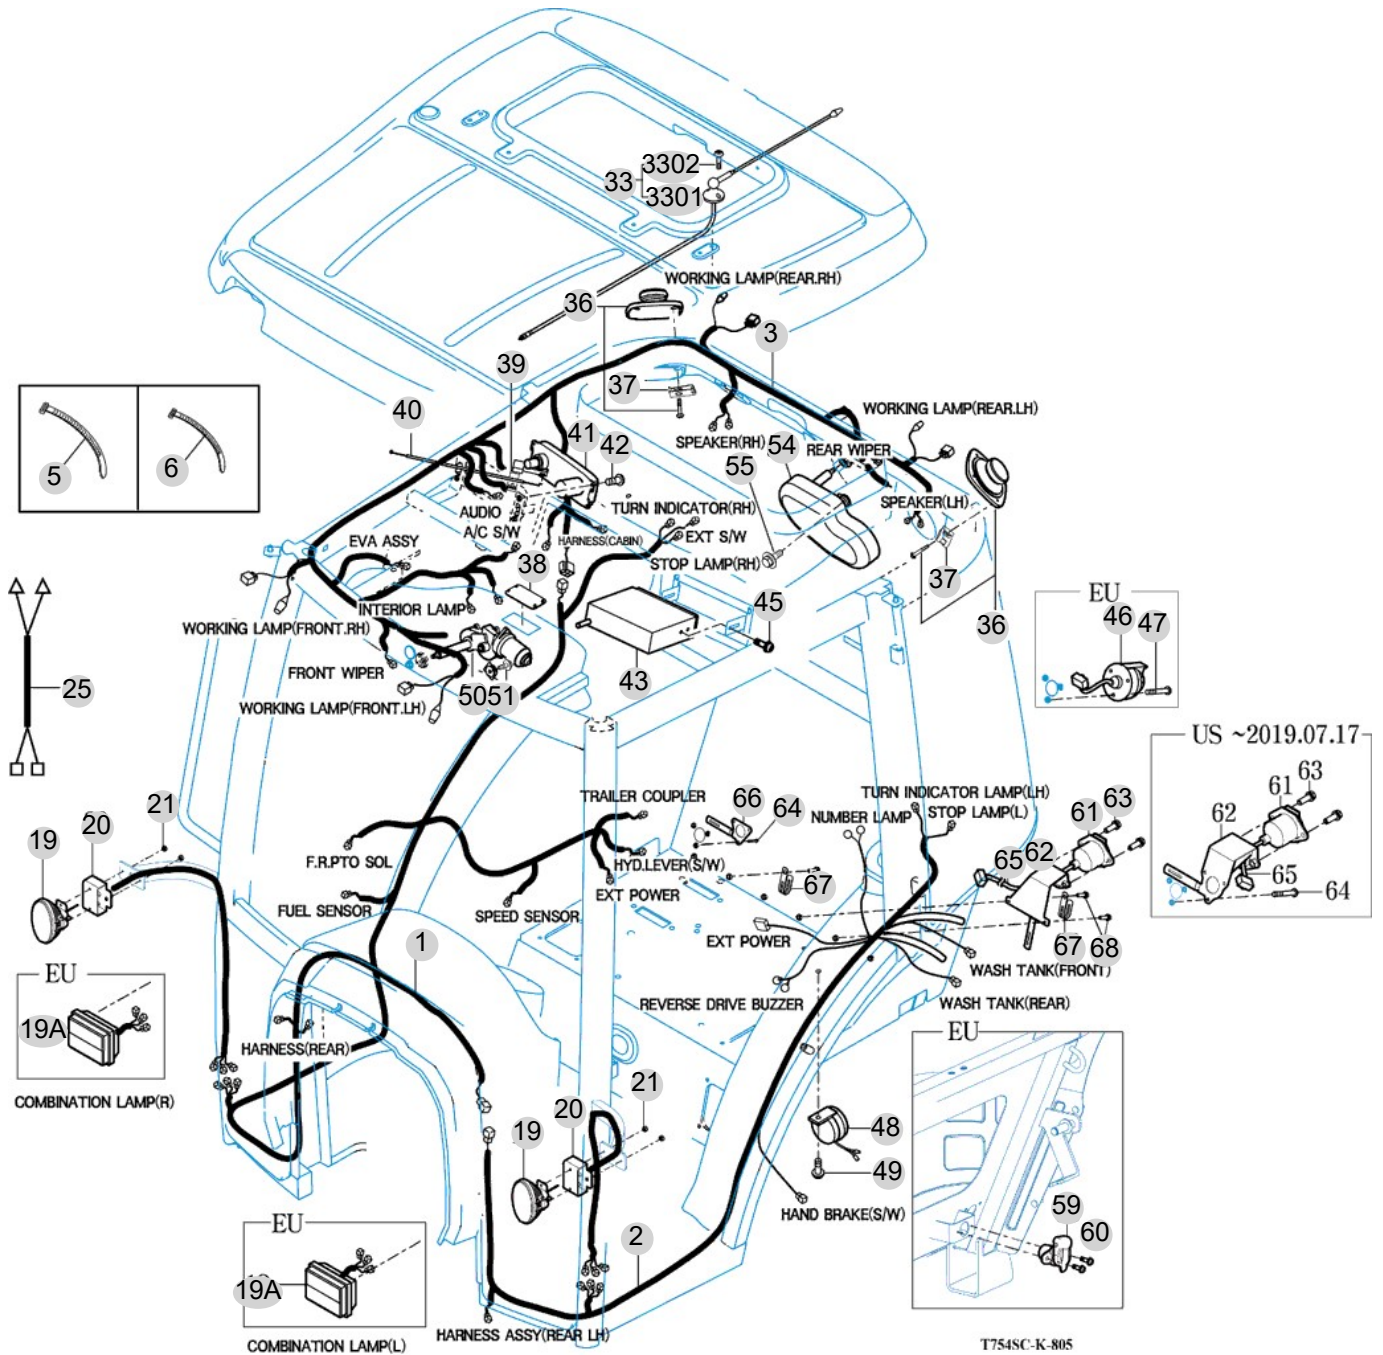 3302
33
3301
WORKING LAMP(REAR.RH)
36
3
39
37
40
WORKING LAMP(REAR.LH)
5
6
41
42
SPEAKER(RH)
54
REAR WIPER
55
AUDIO
A/C S/W
TURN INDICATOR(RH)
SPEAKER(LH)
EVA ASSY
HARNESS(CABIN)
EXT S/W
38
STOP LAMP(RH)
37
INTERIOR LAMP
45
36
EU
46
47
WORKING LAMP(FRONT.RH)
FRONT WIPER
50
51
43
25
WORKING LAMP(FRONT.LH)
US ~2019.07.17
61
63
62
65
64
TRAILER COUPLER
66
64
TURN INDICATOR LAMP(LH)
NUMBER LAMP
STOP LAMP(L)
61
63
21
20
19
F.R.PTO SOL
HYD.LEVER(S/W)
65
62
67
EXT POWER
FUEL SENSOR
SPEED SENSOR
EXT POWER
67
68
1
WASH TANK(FRONT)
EU
19A
REVERSE DRIVE BUZZER
WASH TANK(REAR)
HARNESS(REAR)
EU
COMBINATION LAMP(R)
21
20
19
48
49
HAND BRAKE(S/W)
59
60
EU
19A
2
HARNESS ASSY(REAR LH)
COMBINATION LAMP(L)
T754SC-K-805